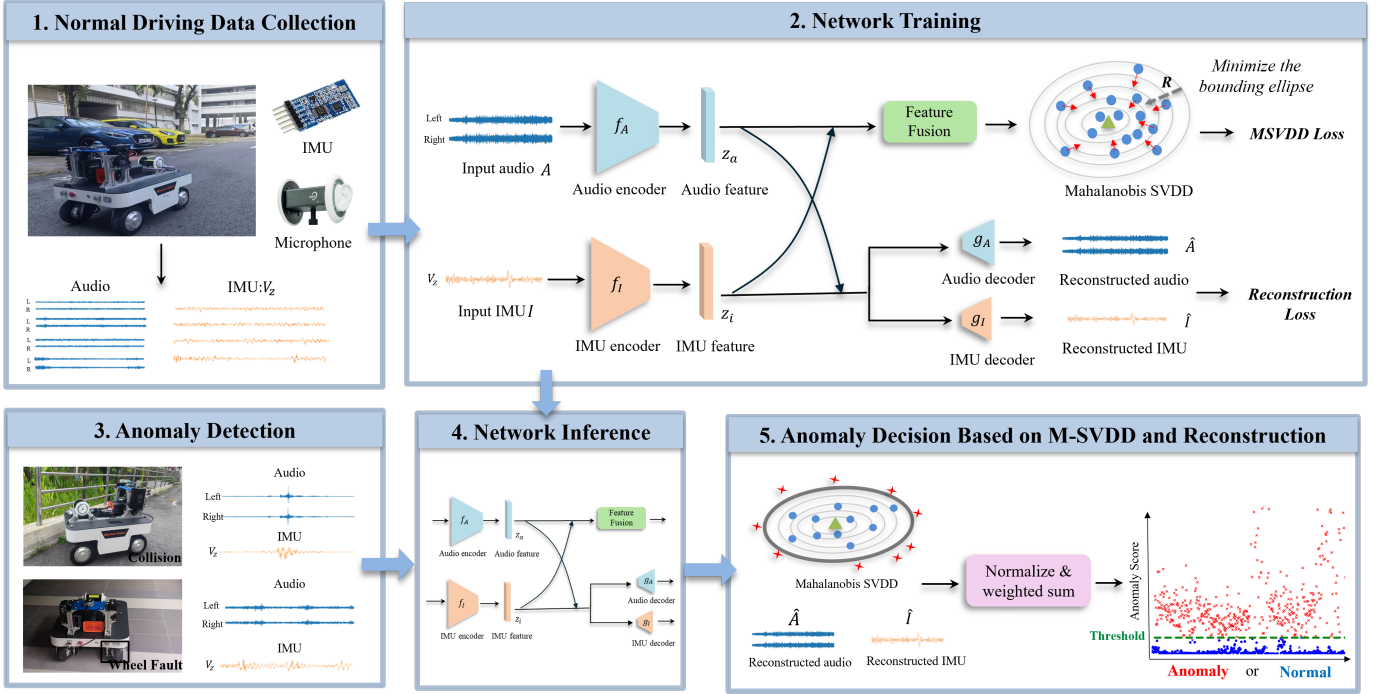 1. Normal Driving Data Collection
IMU
Microphone
Audio
IMU:V_z
L
R
L
R
L
R
L
R
2. Network Training
Left
Right
Input audio A
f_A
Audio encoder
z_a
Audio feature
Feature
Fusion
R
Minimize the
bounding ellipse
Mahalanobis SVDD
MSVDD Loss
V_z
Input IMU I
f_I
IMU encoder
z_i
IMU feature
g_A
Audio decoder
Â
Reconstructed audio
g_I
IMU decoder
Î
Reconstructed IMU
Reconstruction
Loss
3. Anomaly Detection
Collision
Audio
Left
Right
IMU
V_z
Wheel Fault
Audio
Left
Right
IMU
V_z
4. Network Inference
f_A
Audio encoder
z_a
Audio feature
Feature
Fusion
f_I
IMU encoder
z_i
IMU feature
g_A
Audio decoder
g_I
IMU decoder
5. Anomaly Decision Based on M-SVDD and Reconstruction
Mahalanobis SVDD
Â
Reconstructed audio
Î
Reconstructed IMU
Normalize &
weighted sum
Anomaly Score
Threshold
Anomaly or Normal